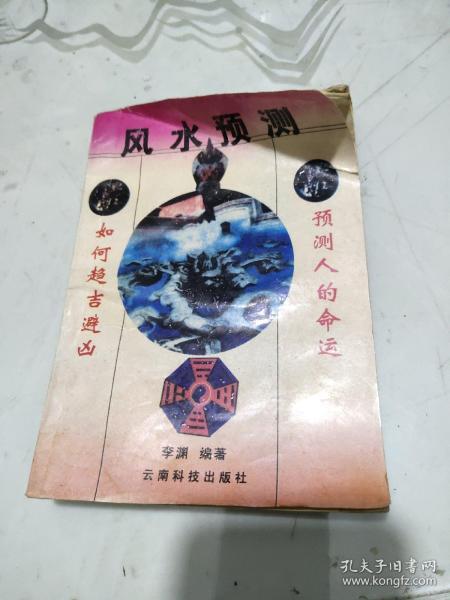 风水预测
预测人的命运
如何趋吉避凶
李渊 编著
云南科技出版社
孔夫子旧书网
www.kongfz.com